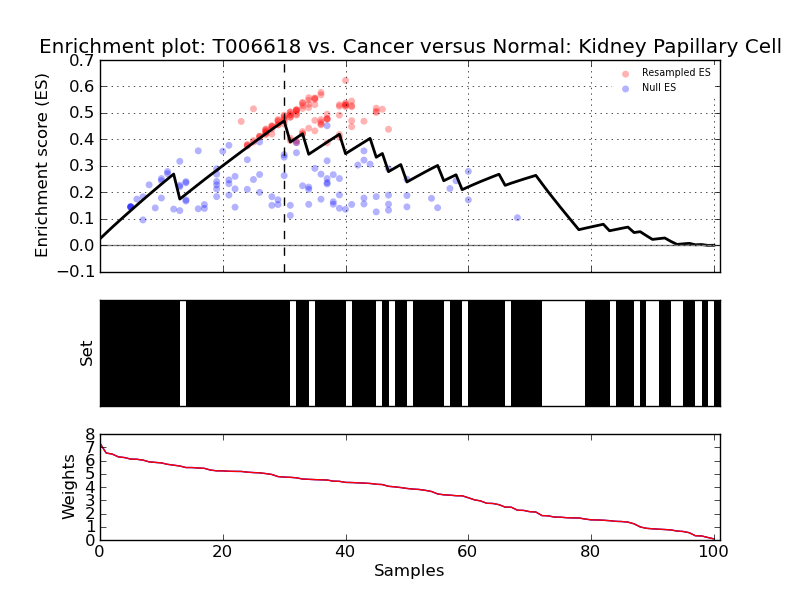 Enrichment plot: T006618 vs. Cancer versus Normal: Kidney Papillary Cell
0.7
0.6
0.5
0.4
0.3
0.2
0.1
0.0
−0.1
Enrichment score (ES)
Resampled ES
Null ES
Set
8
7
6
5
4
3
2
1
0
Weights
0 20 40 60 80 100
Samples